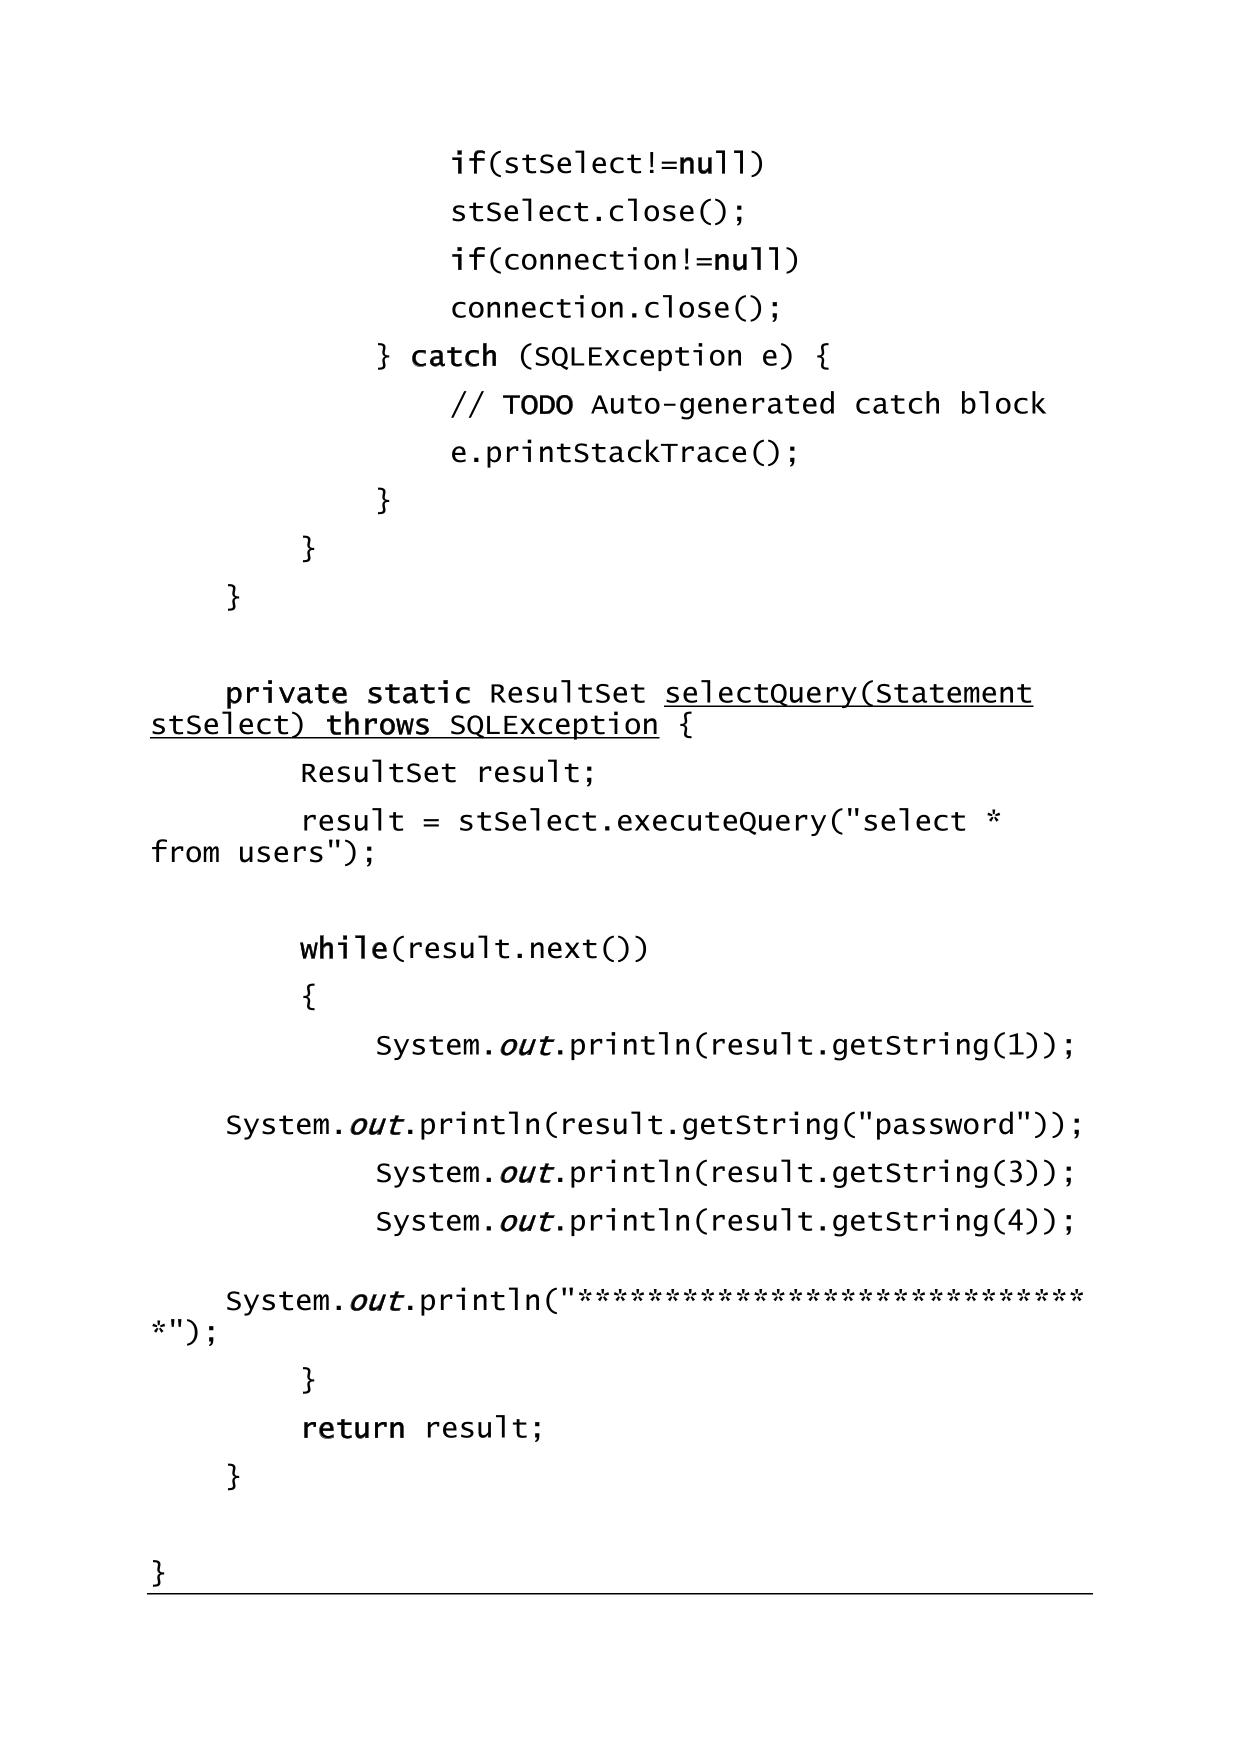 if(stSelect!=null)
stSelect.close();
if(connection!=null)
connection.close();
} catch (SQLException e) {
// TODO Auto-generated catch block
e.printStackTrace();
}
}
}
private static ResultSet selectQuery(Statement
stSelect) throws SQLException {
ResultSet result;
result = stSelect.executeQuery("select *
from users");
while(result.next())
{
System.out.println(result.getString(1));
System.out.println(result.getString("password"));
System.out.println(result.getString(3));
System.out.println(result.getString(4));
System.out.println("*****************************
*");
}
return result;
}
}